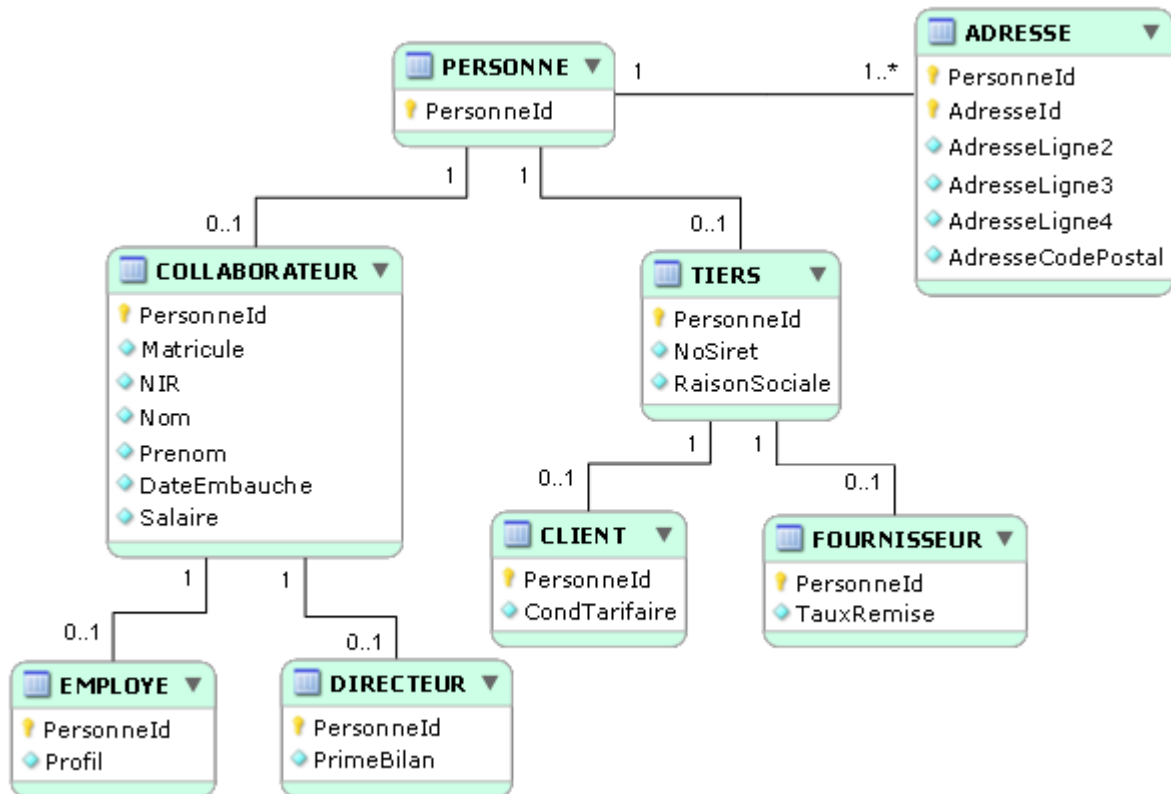 PERSONNE
PersonneId
1
1..*
ADRESSE
PersonneId
AdresseId
AdresseLigne2
AdresseLigne3
AdresseLigne4
AdresseCodePostal
1
1
0..1
0..1
COLLABORATEUR
PersonneId
Matricule
NIR
Nom
Prenom
DateEmbauche
Salaire
TIERS
PersonneId
NoSiret
RaisonSociale
1
1
0..1
0..1
CLIENT
PersonneId
CondTarifaire
FOURNISSEUR
PersonneId
TauxRemise
1
1
0..1
0..1
EMPLOYE
PersonneId
Profil
DIRECTEUR
PersonneId
PrimeBilan